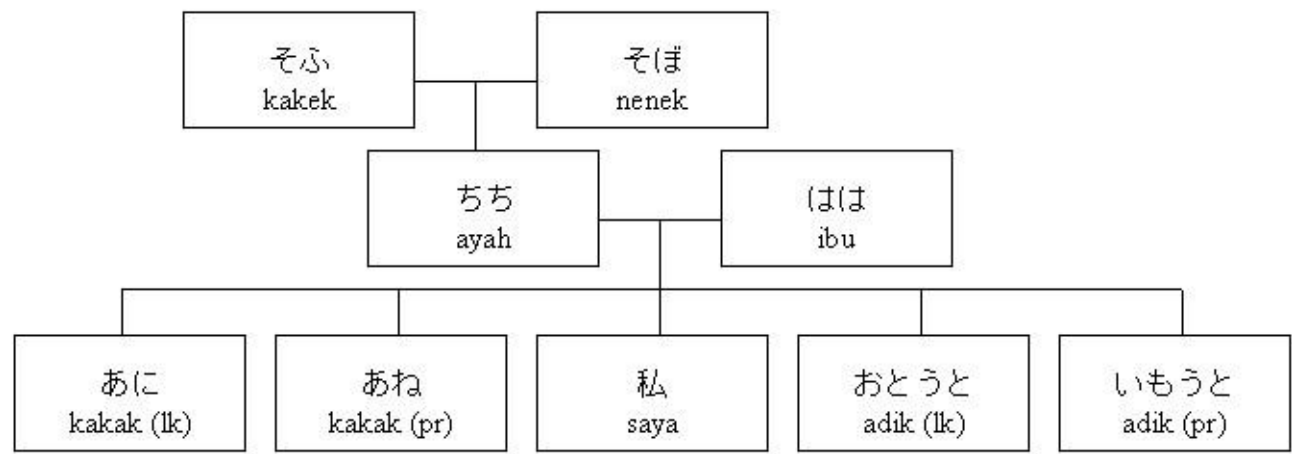 そふ
kakek
そぼ
nenek
ちち
ayah
はは
ibu
あに
kakak (lk)
あね
kakak (pr)
私
saya
おとうと
adik (lk)
いもうと
adik (pr)